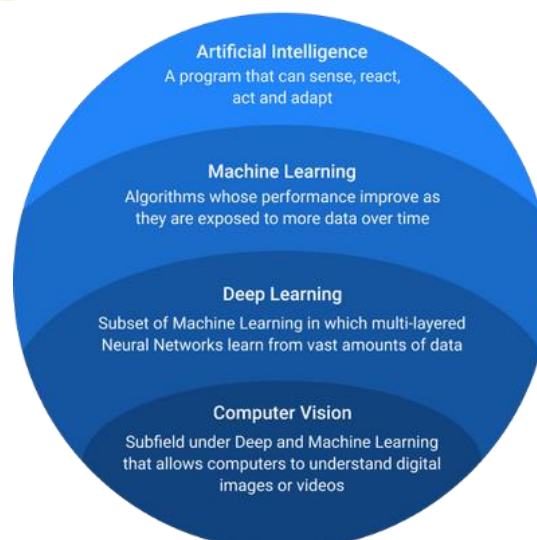 Artificial Intelligence
A program that can sense, react,
act and adapt
Machine Learning
Algorithms whose performance improve as
they are exposed to more data over time
Deep Learning
Subset of Machine Learning in which multi-layered
Neural Networks learn from vast amounts of data
Computer Vision
Subfield under Deep and Machine Learning
that allows computers to understand digital
images or videos